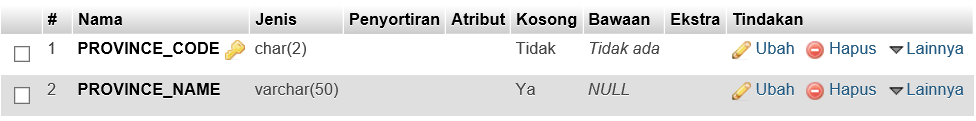 # Nama Jenis Penyortiran Atribut Kosong Bawaan Ekstra Tindakan
1 PROVINCE_CODE char(2) Tidak Tidak ada Ubah Hapus Lainnya
2 PROVINCE_NAME varchar(50) Ya NULL Ubah Hapus Lainnya